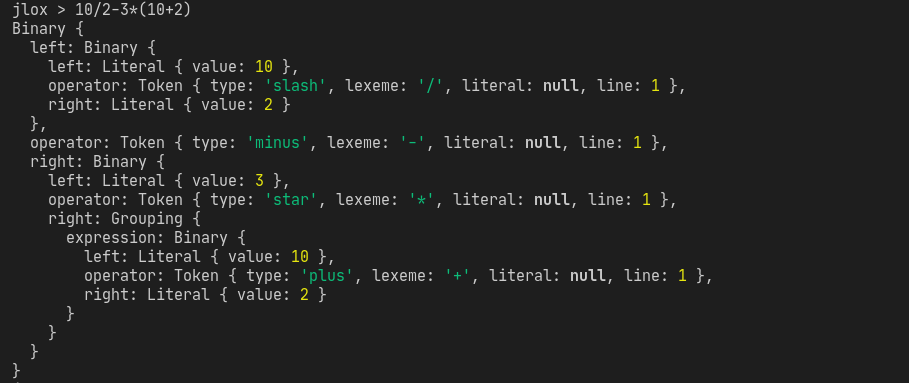 jlox > 10/2-3*(10+2)
Binary {
  left: Binary {
    left: Literal { value: 10 },
    operator: Token { type: 'slash', lexeme: '/', literal: null, line: 1 },
    right: Literal { value: 2 }
  },
  operator: Token { type: 'minus', lexeme: '-', literal: null, line: 1 },
  right: Binary {
    left: Literal { value: 3 },
    operator: Token { type: 'star', lexeme: '*', literal: null, line: 1 },
    right: Grouping {
      expression: Binary {
        left: Literal { value: 10 },
        operator: Token { type: 'plus', lexeme: '+', literal: null, line: 1 },
        right: Literal { value: 2 }
      }
    }
  }
}